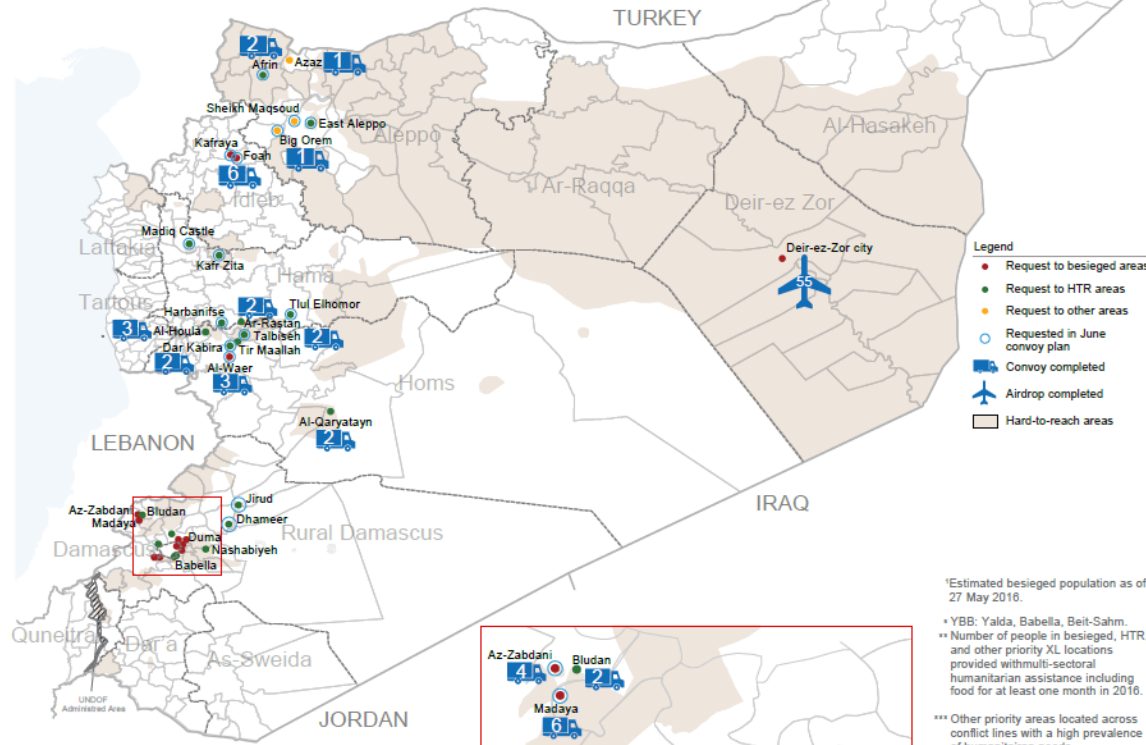 TURKEY
2
Afrin
Azaz
1
Sheikh Maqsoud
East Aleppo
Aleppo
Al-Hasakeh
Kafraya
Foah
Big Orem
1
6
Idleb
Ar-Raqqa
Deir-ez Zor
Madiq Castle
Lattakia
Deir-ez-Zor city
55
Kafr Zita
Hama
Tartous
Harbanifse
2
Tlul Elhomor
3
Al-Houla
Ar-Rastan
Talbiseh
2
Dar Kabira
Tir Maallah
2
Al-Waer
3
Homs
Al-Qaryatayn
2
LEBANON
Legend
Request to besieged areas
Request to HTR areas
Request to other areas
Requested in June
convoy plan
Convoy completed
Airdrop completed
Hard-to-reach areas
Jirud
Az-Zabdani
Bludan
Madaya
Dhameer
IRAQ
Duma
Rural Damascus
Damascus
Nashabiyeh
Babella
Quneitra
Dar'a
As-Sweida
UNDOF
Administred Area
JORDAN
Az-Zabdani
Bludan
4
2
Madaya
6
¹Estimated besieged population as of
27 May 2016.
* YBB: Yalda, Babella, Beit-Sahm.
** Number of people in besieged, HTR
and other priority XL locations
provided withmulti-sectoral
humanitarian assistance including
food for at least one month in 2016.
*** Other priority areas located across
conflict lines with a high prevalence
of humanitairan needs